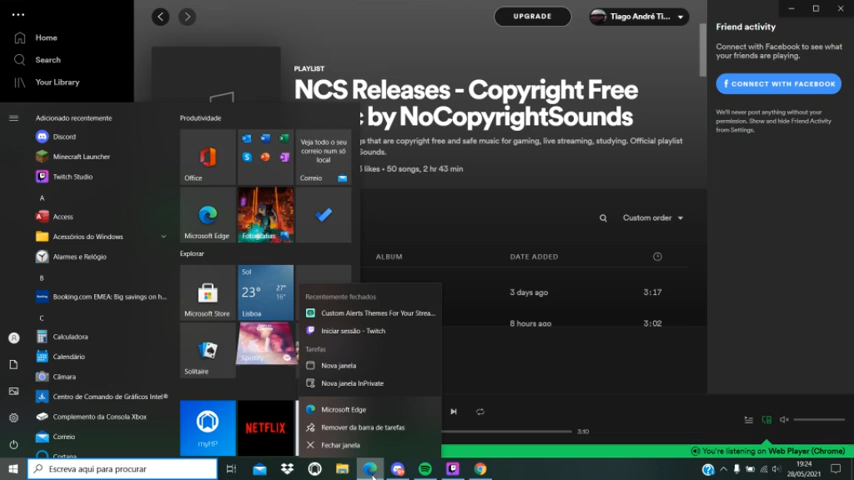 UPGRADE
Tiago André Ti...
Home
Search
Your Library
Friend activity
Connect with Facebook to see what
your friends are playing.
CONNECT WITH FACEBOOK
We'll never post anything without your
permission. Show and hide Friend Activity
from Settings.
PLAYLIST
NCS Releases - Copyright Free
c by NoCopyrightSounds
gs that are copyright free and safe music for gaming, live streaming, studying. Official playlist
Sounds.
likes • 50 songs, 2 hr 43 min
Custom order
ALBUM
DATE ADDED
3 days ago
3:17
8 hours ago
3:02
3:10
You're listening on Web Player (Chrome)
Adicionado recentemente
Discord
Minecraft Launcher
Twitch Studio
A
Access
Acessórios do Windows
Alarmes e Relógio
B
Booking.com EMEA: Big savings on h...
C
Calculadora
Calendário
Câmara
Centro de Comando de Gráficos Intel®
Complemento da Consola Xbox
Correio
Cortana
Produtividade
Office
Veja todo o seu
correio num só
local
Correio
Microsoft Edge
Fotografias
Explorar
Microsoft Store
Sol
23°
27°
16°
Lisboa
Solitaire
Spotify
myHP
NETFLIX
Recentemente fechados
Custom Alerts Themes For Your Strea...
Iniciar sessão - Twitch
Tarefas
Nova janela
Nova janela InPrivate
Microsoft Edge
Remover da barra de tarefas
Fechar janela
Escreva aqui para procurar
19:24
28/05/2021